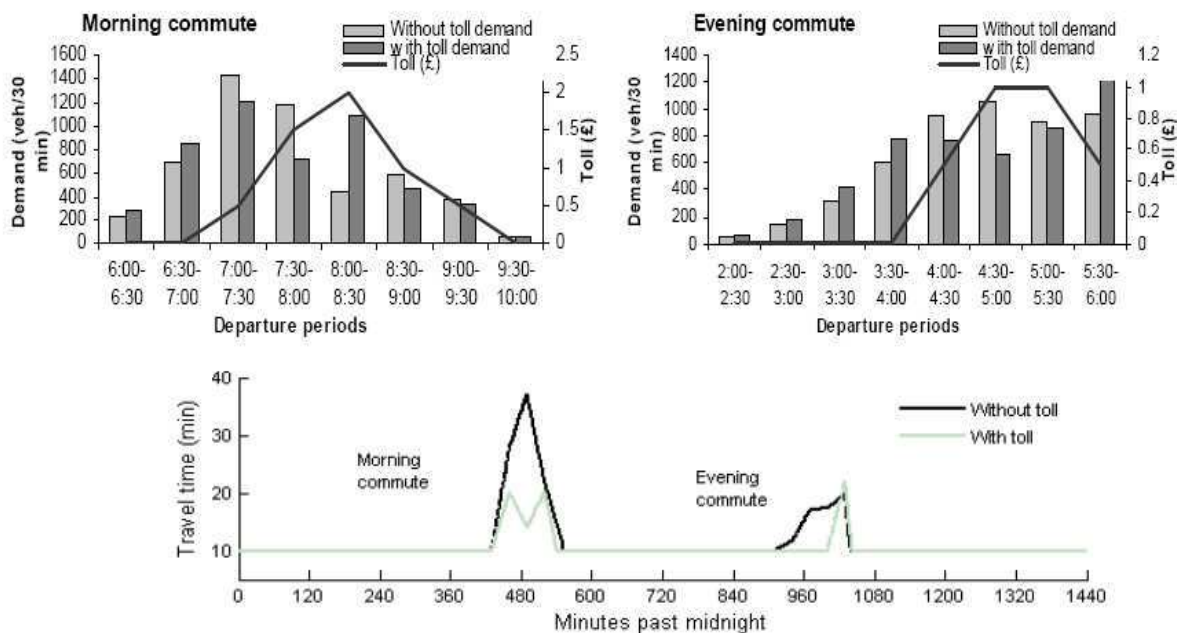 Morning commute
Without toll demand
with toll demand
Toll (£)
Demand (veh/30
min)
1600
1400
1200
1000
800
600
400
200
0
2.5
2
1.5
1
0.5
0
Toll (£)
6:00- 6:30- 7:00- 7:30- 8:00- 8:30- 9:00- 9:30-
6:30 7:00 7:30 8:00 8:30 9:00 9:30 10:00
Departure periods
Evening commute
Without toll demand
with toll demand
Toll (£)
Demand (veh/30
min)
1400
1200
1000
800
600
400
200
0
1.2
1
0.8
0.6
0.4
0.2
0
Toll (£)
2:00- 2:30- 3:00- 3:30- 4:00- 4:30- 5:00- 5:30-
2:30 3:00 3:30 4:00 4:30 5:00 5:30 6:00
Departure periods
Travel time (min)
40
30
20
10
Morning
commute
Evening
commute
Without toll
With toll
0 120 240 360 480 600 720 840 960 1080 1200 1320 1440
Minutes past midnight